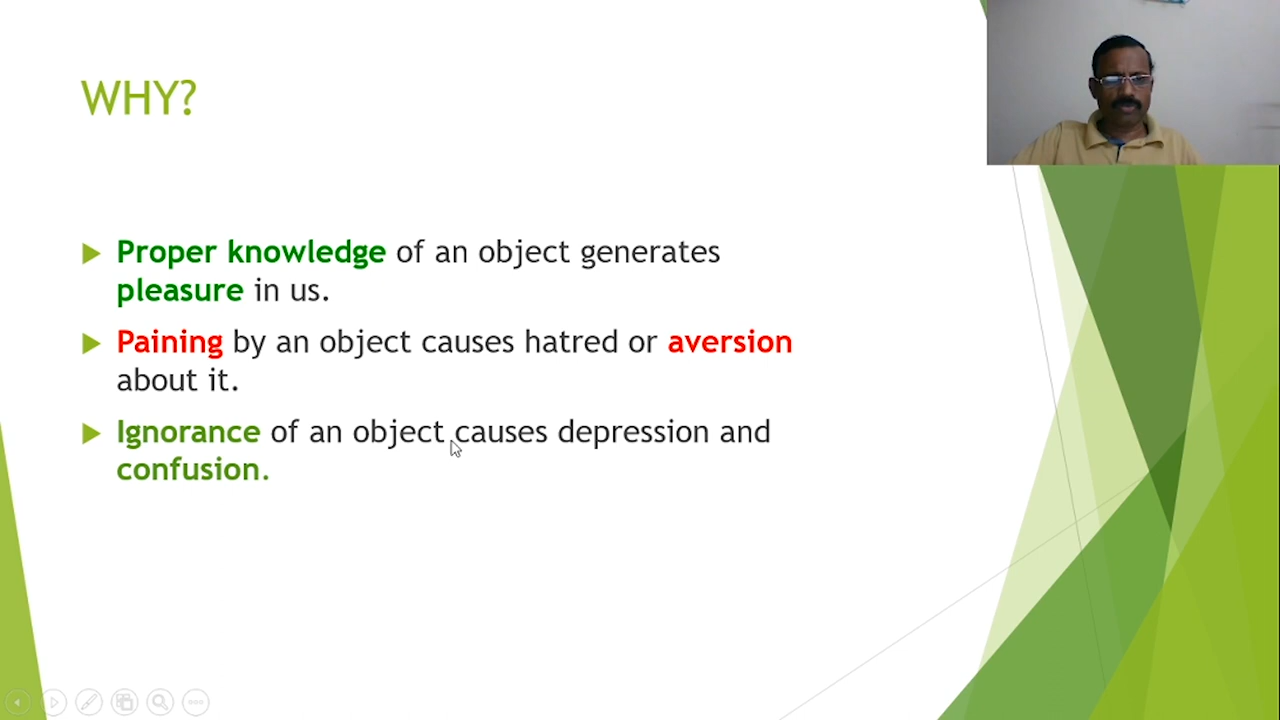 WHY?
Proper knowledge of an object generates
pleasure in us.
Paining by an object causes hatred or aversion
about it.
Ignorance of an object causes depression and
confusion.